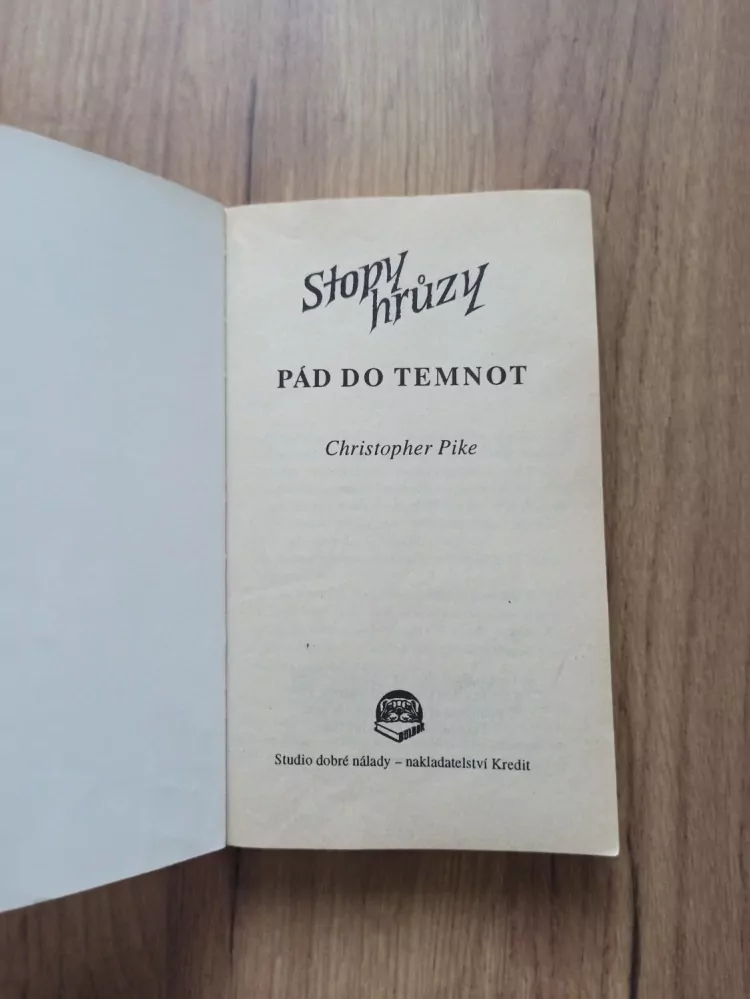 Stopy
hrůzy
PÁD DO TEMNOT
Christopher Pike
Studio dobré nálady – nakladatelství Kredit